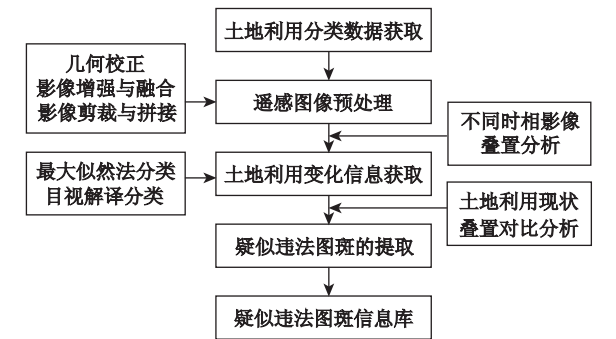 土地利用分类数据获取
几何校正
影像增强与融合
影像剪裁与拼接
遥感图像预处理
不同时相影像
叠置分析
最大似然法分类
目视解译分类
土地利用变化信息获取
土地利用现状
叠置对比分析
疑似违法图斑的提取
疑似违法图斑信息库